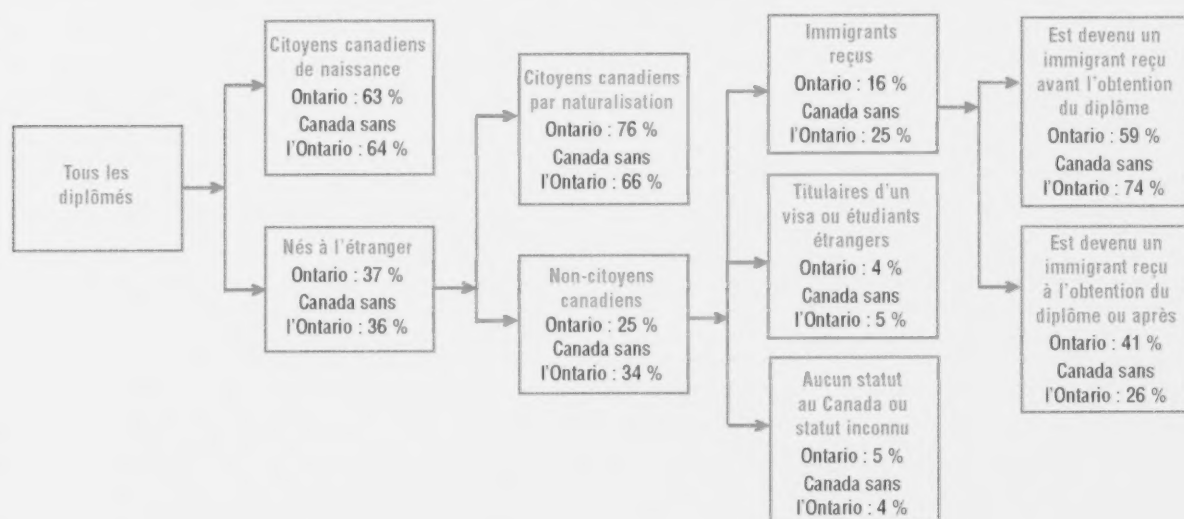 Tous les
diplômés
Citoyens canadiens
de naissance
Ontario : 63 %
Canada sans
l'Ontario : 64 %
Nés à l'étranger
Ontario : 37 %
Canada sans
l'Ontario : 36 %
Citoyens canadiens
par naturalisation
Ontario : 76 %
Canada sans
l'Ontario : 66 %
Non-citoyens
canadiens
Ontario : 25 %
Canada sans
l'Ontario : 34 %
Immigrants
reçus
Ontario : 16 %
Canada sans
l'Ontario : 25 %
Titulaires d'un
visa ou étudiants
étrangers
Ontario : 4 %
Canada sans
l'Ontario : 5 %
Aucun statut
au Canada ou
statut inconnu
Ontario : 5 %
Canada sans
l'Ontario : 4 %
Est devenu un
immigrant reçu
avant l'obtention
du diplôme
Ontario : 59 %
Canada sans
l'Ontario : 74 %
Est devenu un
immigrant reçu
à l'obtention du
diplôme ou après
Ontario : 41 %
Canada sans
l'Ontario : 26 %